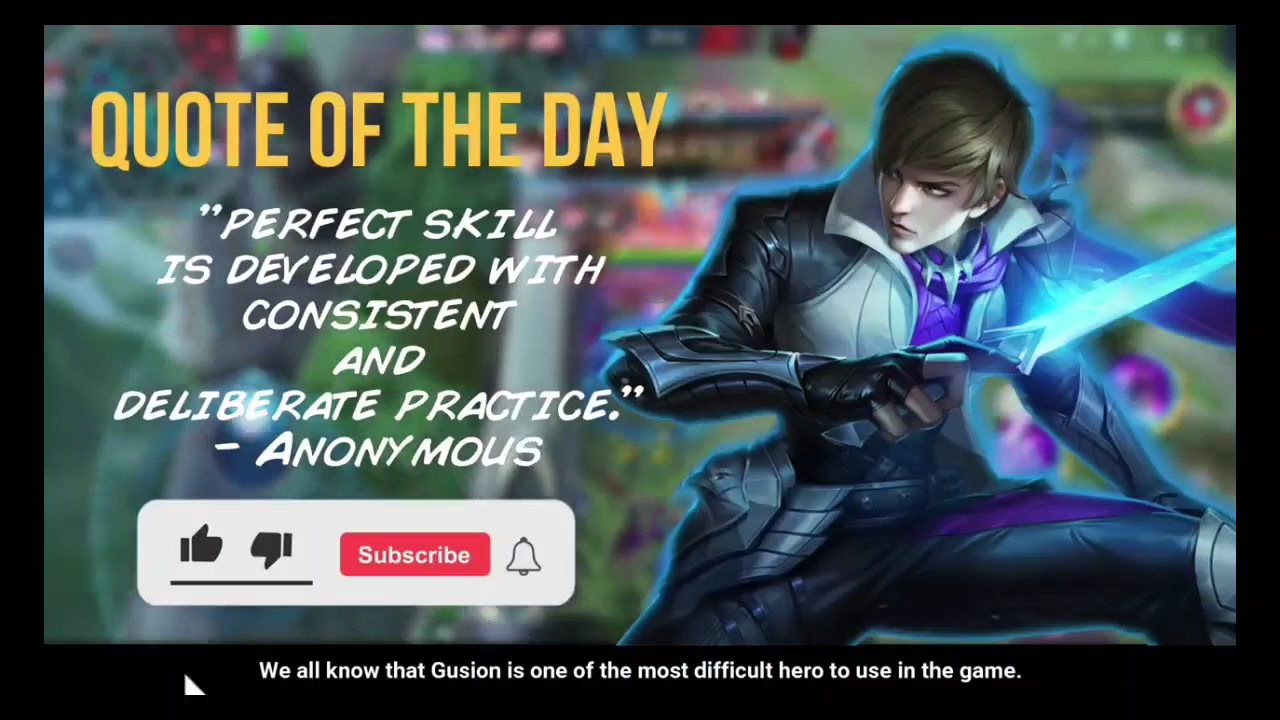 QUOTE OF THE DAY
"PERFECT SKILL
IS DEVELOPED WITH
CONSISTENT
AND
DELIBERATE PRACTICE."
- ANONYMOUS
Subscribe
We all know that Gusion is one of the most difficult hero to use in the game.